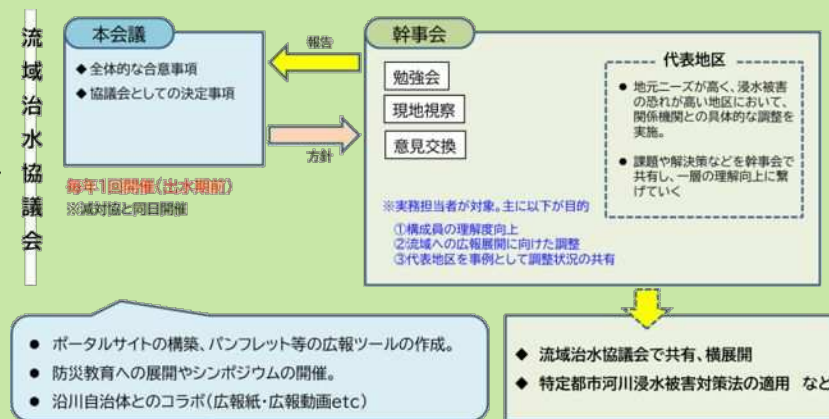 流域治水協議会
本会議
◆ 全体的な合意事項
◆ 協議会としての決定事項
毎年1回開催(出水期前)
※減対協と同日開催
報告
方針
幹事会
勉強会
現地視察
意見交換
※実務担当者が対象。主に以下が目的
①構成員の理解度向上
②流域への広報展開に向けた調整
③代表地区を事例として調整状況の共有
代表地区
● 地元ニーズが高く、浸水被害
の恐れが高い地区において、
関係機関との具体的な調整を
実施。
● 課題や解決策などを幹事会で
共有し、一層の理解向上に繋
げていく
● ポータルサイトの構築、パンフレット等の広報ツールの作成。
● 防災教育への展開やシンポジウムの開催。
● 沿川自治体とのコラボ(広報紙・広報動画etc)
◆ 流域治水協議会で共有、横展開
◆ 特定都市河川浸水被害対策法の適用 など